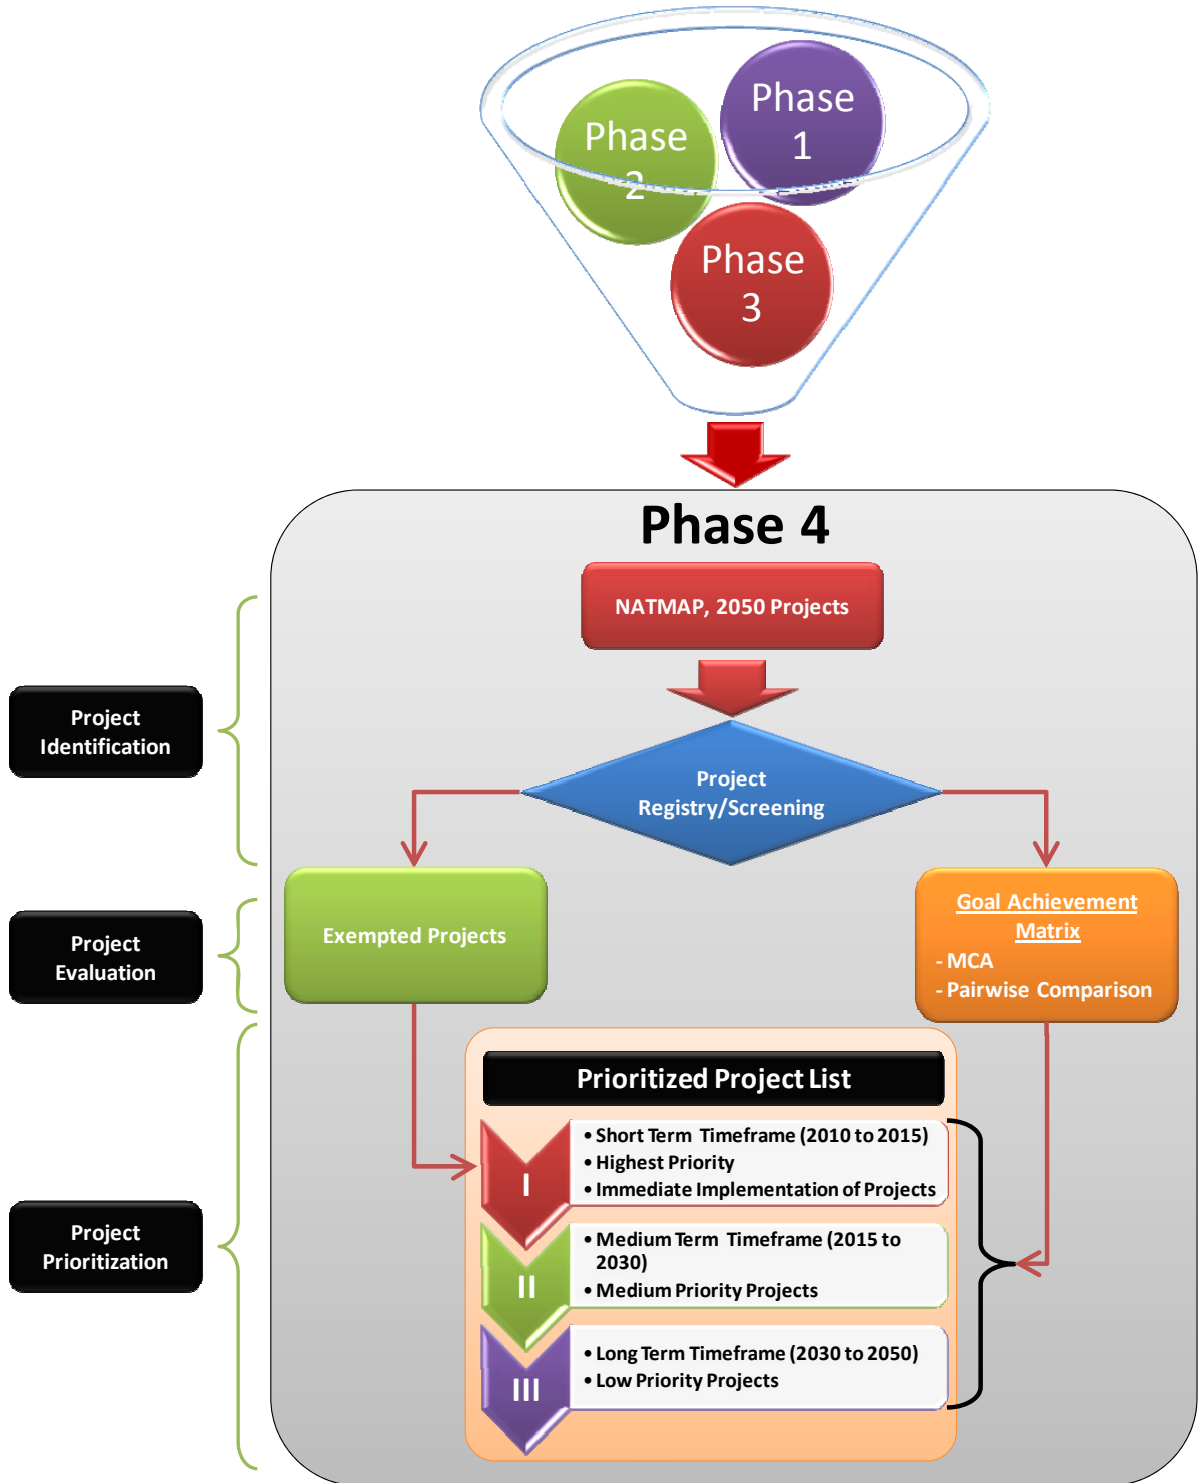 Phase
1
Phase
2
Phase
3
Phase 4
NATMAP, 2050 Projects
Project
Identification
Project
Registry/Screening
Exempted Projects
Goal Achievement
Matrix
- MCA
- Pairwise Comparison
Project
Evaluation
Prioritized Project List
I
• Short Term Timeframe (2010 to 2015)
• Highest Priority
• Immediate Implementation of Projects
Project
Prioritization
II
• Medium Term Timeframe (2015 to
2030)
• Medium Priority Projects
III
• Long Term Timeframe (2030 to 2050)
• Low Priority Projects